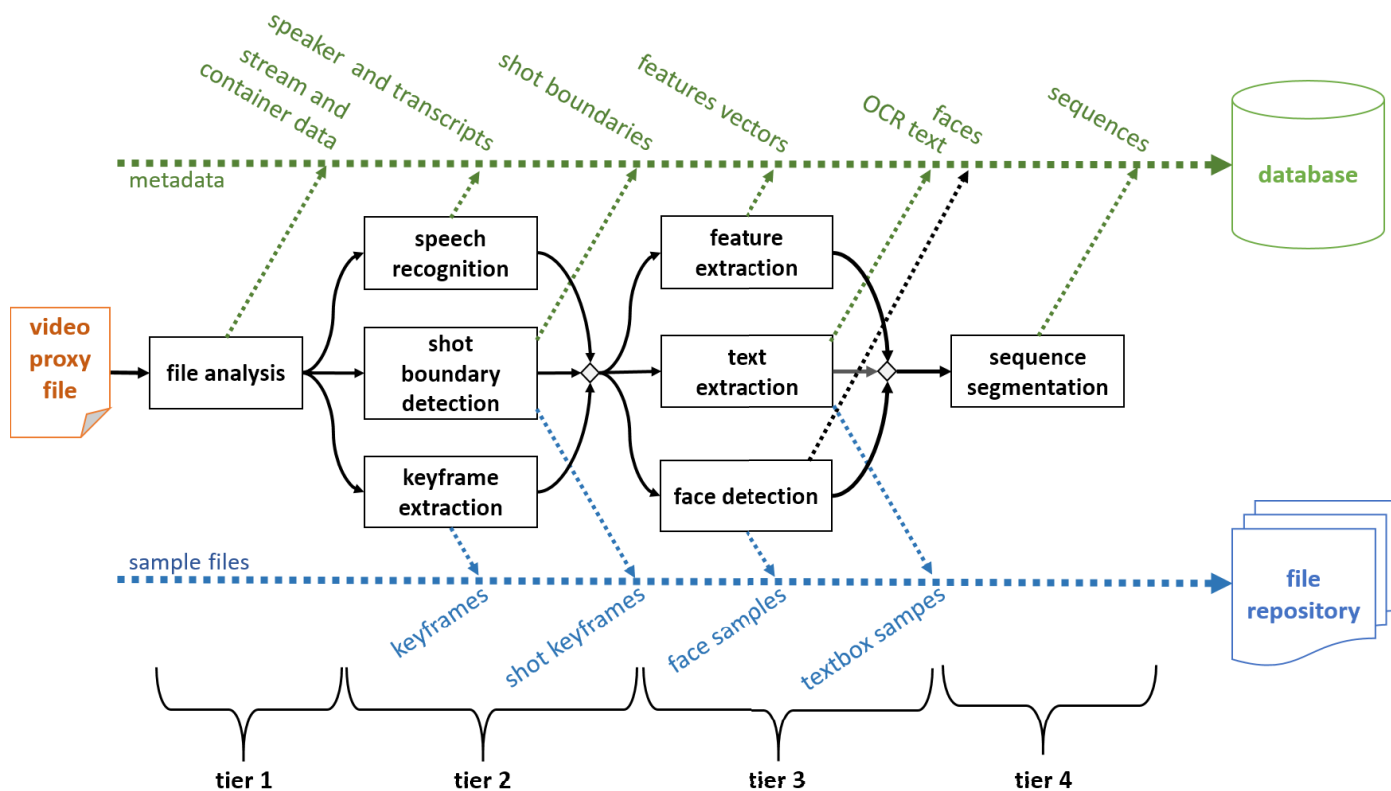 speaker and transcripts
stream and
container data
shot boundaries
features vectors
OCR text
faces
sequences
metadata
database
speech
recognition
feature
extraction
video
proxy
file
file analysis
shot
boundary
detection
text
extraction
sequence
segmentation
keyframe
extraction
face detection
sample files
file
repository
keyframes
shot keyframes
face samples
textbox sampes
tier 1
tier 2
tier 3
tier 4